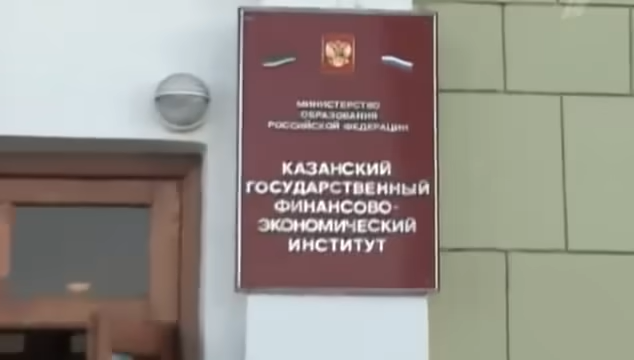 МИНИСТЕРСТВО
ОБРАЗОВАНИЯ
РОССИЙСКОЙ ФЕДЕРАЦИИ
КАЗАНСКИЙ
ГОСУДАРСТВЕННЫЙ
ФИНАНСОВО-
ЭКОНОМИЧЕСКИЙ
ИНСТИТУТ